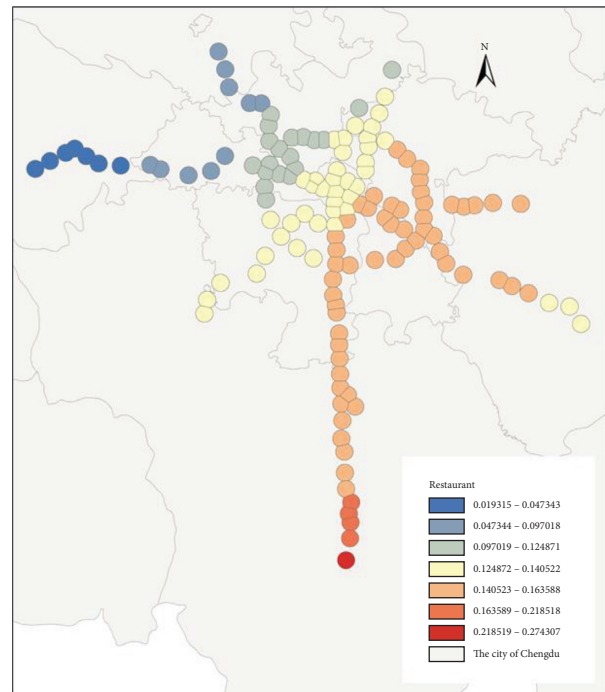 N
Restaurant
0.019315 – 0.047343
0.047344 – 0.097018
0.097019 – 0.124871
0.124872 – 0.140522
0.140523 – 0.163588
0.163589 – 0.218518
0.218519 – 0.274307
The city of Chengdu